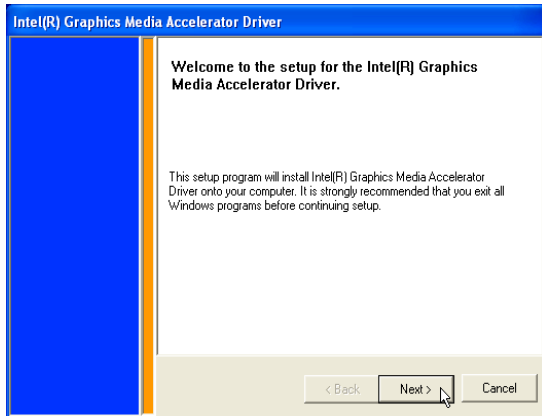 Intel(R) Graphics Media Accelerator Driver
Welcome to the setup for the Intel(R) Graphics
Media Accelerator Driver.
This setup program will install Intel(R) Graphics Media Accelerator
Driver onto your computer. It is strongly recommended that you exit all
Windows programs before continuing setup.
< Back
Next >
Cancel